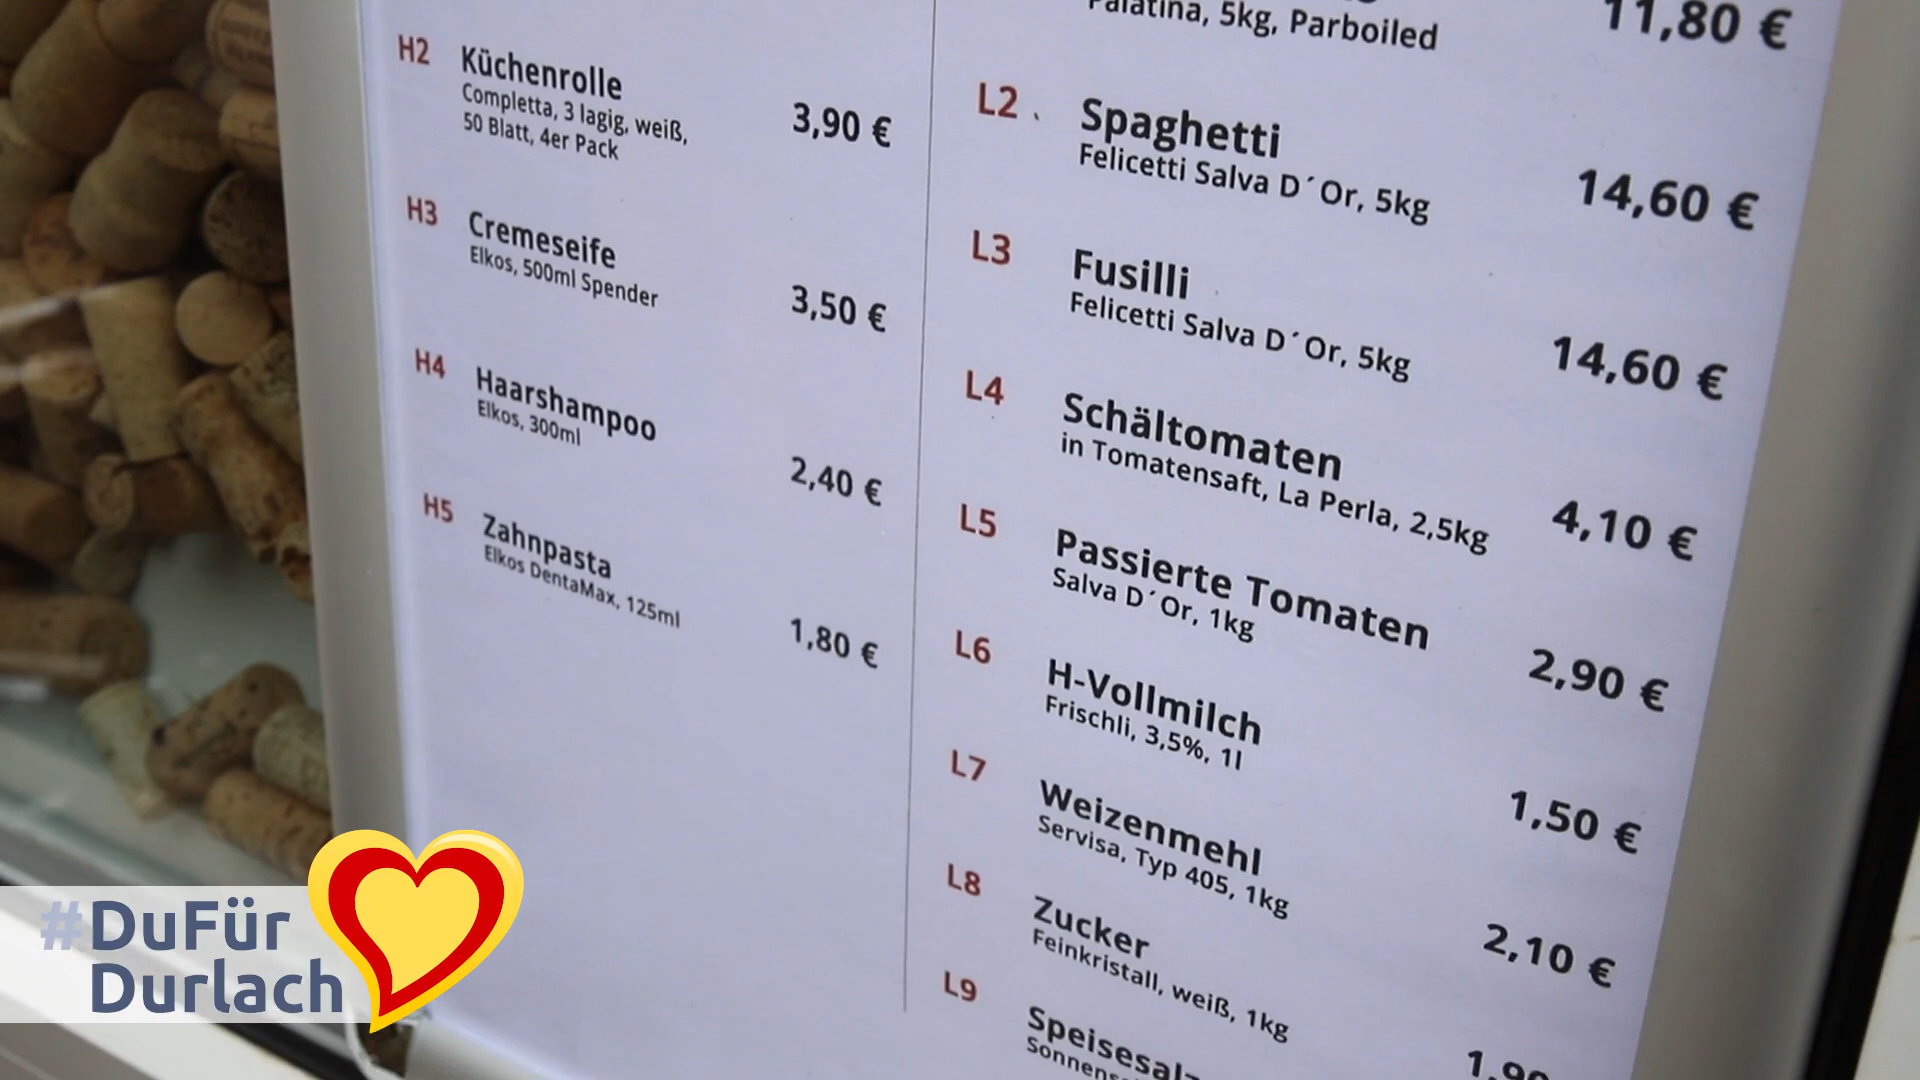 H2 Küchenrolle
Completta, 3 lagig, weiß,
50 Blatt, 4er Pack
3,90 €
H3 Cremeseife
Elkos, 500ml Spender
3,50 €
H4 Haarshampoo
Elkos, 300ml
2,40 €
H5 Zahnpasta
Elkos DentaMax, 125ml
1,80 €
Palatina, 5kg, Parboiled
11,80 €
L2 Spaghetti
Felicetti Salva D´Or, 5kg
14,60 €
L3 Fusilli
Felicetti Salva D´Or, 5kg
14,60 €
L4 Schältomaten
in Tomatensaft, La Perla, 2,5kg
4,10 €
L5 Passierte Tomaten
Salva D´Or, 1kg
2,90 €
L6 H-Vollmilch
Frischli, 3,5%, 1l
1,50 €
L7 Weizenmehl
Servisa, Typ 405, 1kg
2,10 €
L8 Zucker
Feinkristall, weiß, 1kg
1,90
L9 Speisesalz
#DuFür
Durlach